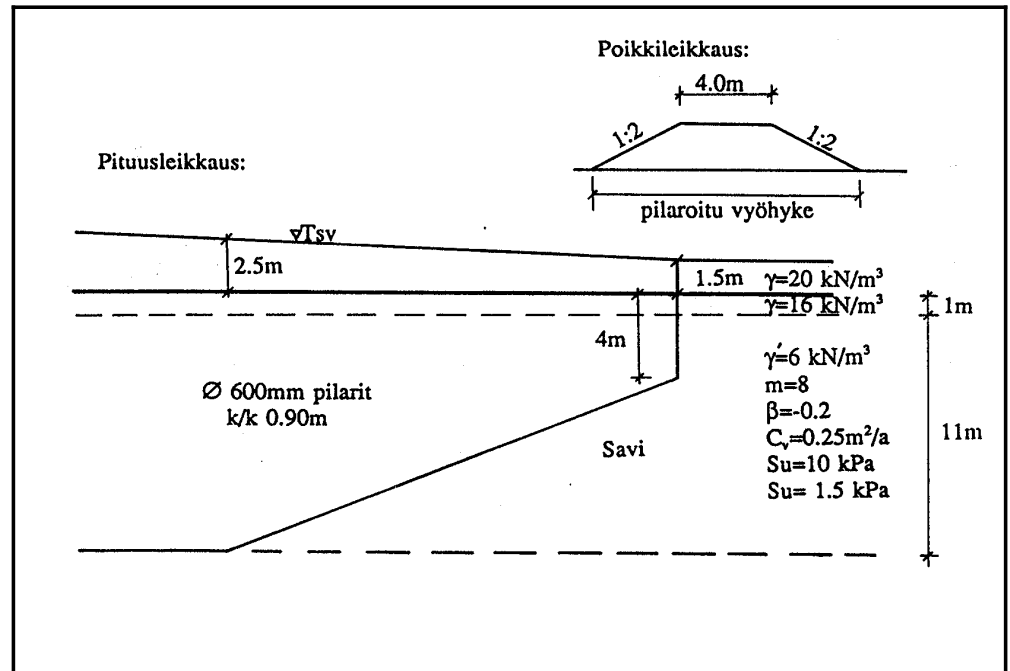 Poikkileikkaus:
4.0m
1:2
1:2
pilaroitu vyöhyke
Pituusleikkaus:
Tsv
2.5m
1.5m
γ=20 kN/m³
γ=16 kN/m³
1m
4m
γ′=6 kN/m³
m=8
β=-0.2
Cᵥ=0.25m²/a
Su=10 kPa
Su= 1.5 kPa
11m
Ø 600mm pilarit
k/k 0.90m
Savi